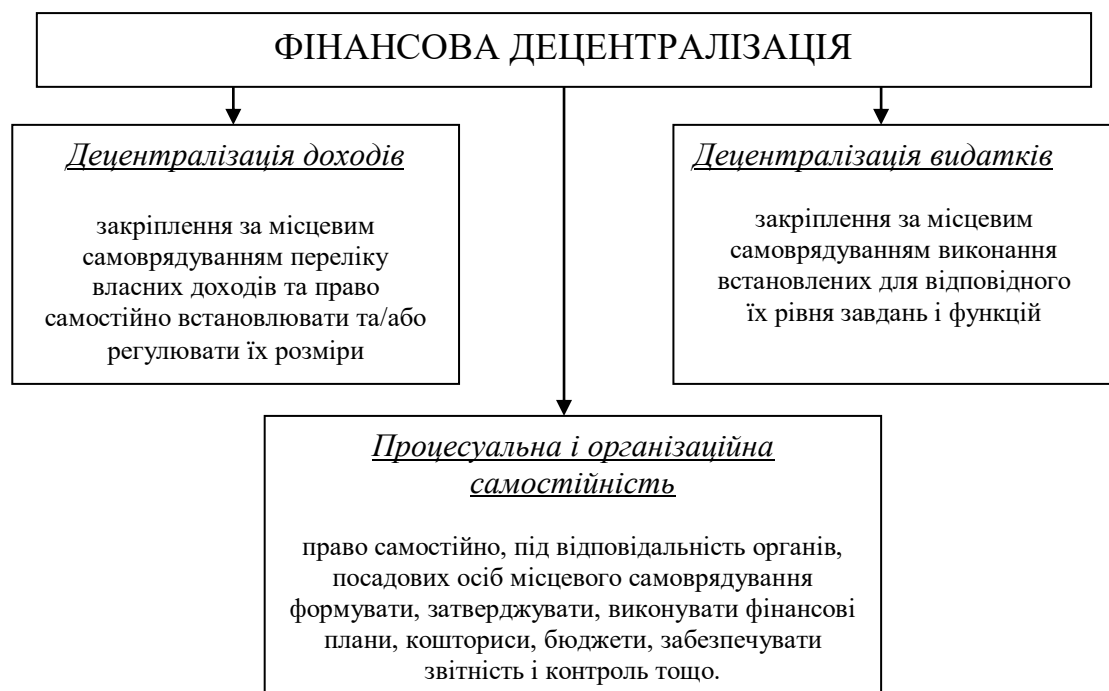 ФІНАНСОВА ДЕЦЕНТРАЛІЗАЦІЯ
Децентралізація доходів
закріплення за місцевим
самоврядуванням переліку
власних доходів та право
самостійно встановлювати та/або
регулювати їх розміри
Децентралізація видатків
закріплення за місцевим
самоврядуванням виконання
встановлених для відповідного
їх рівня завдань і функцій
Процесуальна і організаційна
самостійність
право самостійно, під відповідальність органів,
посадових осіб місцевого самоврядування
формувати, затверджувати, виконувати фінансові
плани, кошториси, бюджети, забезпечувати
звітність і контроль тощо.